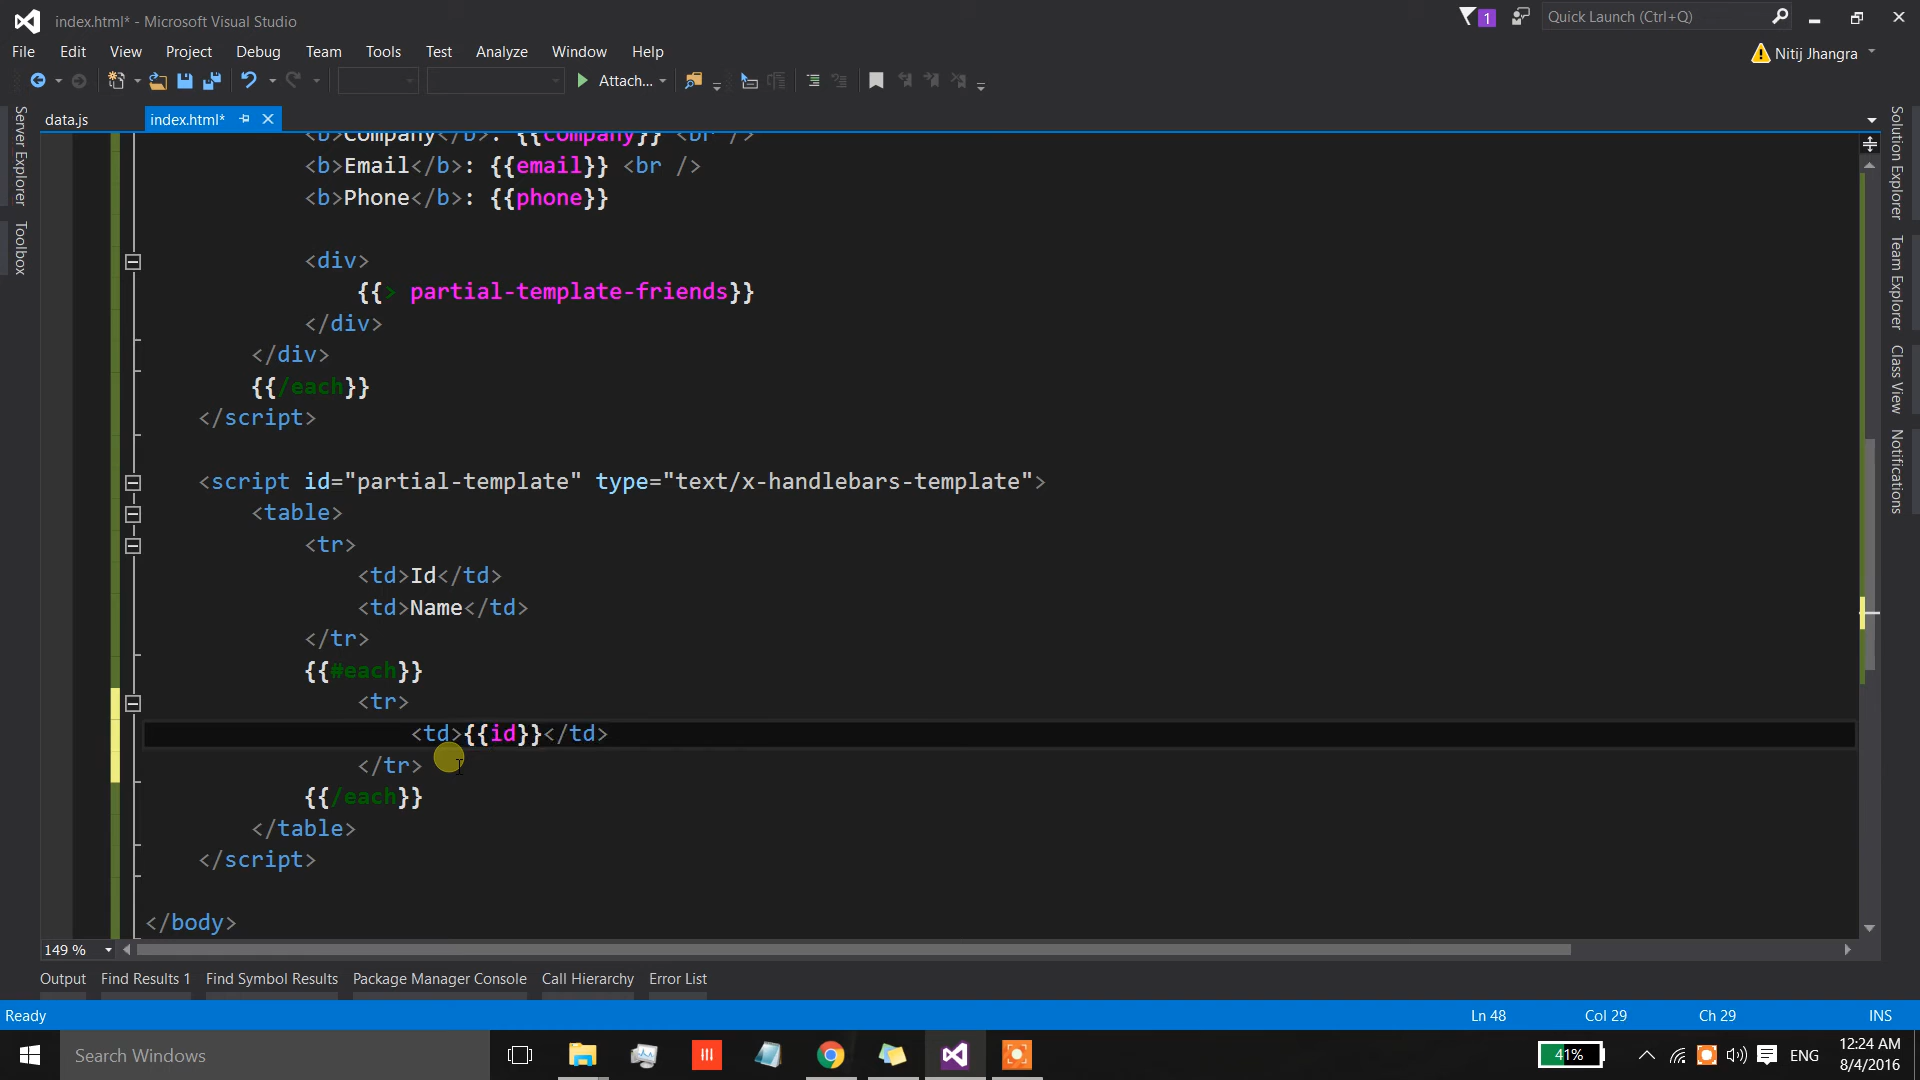 index.html* - Microsoft Visual Studio
1
Quick Launch (Ctrl+Q)
File Edit View Project Debug Team Tools Test Analyze Window Help
Nitij Jhangra
Attach...
data.js
index.html*
Server Explorer
Toolbox
Solution Explorer
Team Explorer
Class View
Notifications
<b>Company</b>: {{company}} <br />
<b>Email</b>: {{email}} <br />
<b>Phone</b>: {{phone}}
<div>
{{> partial-template-friends}}
</div>
</div>
{{/each}}
</script>
<script id="partial-template" type="text/x-handlebars-template">
<table>
<tr>
<td>Id</td>
<td>Name</td>
</tr>
{{#each}}
<tr>
<td>{{id}}</td>
</tr>
{{/each}}
</table>
</script>
</body>
149 %
Output Find Results 1 Find Symbol Results Package Manager Console Call Hierarchy Error List
Ready
Ln 48
Col 29
Ch 29
INS
Search Windows
41%
ENG
12:24 AM
8/4/2016